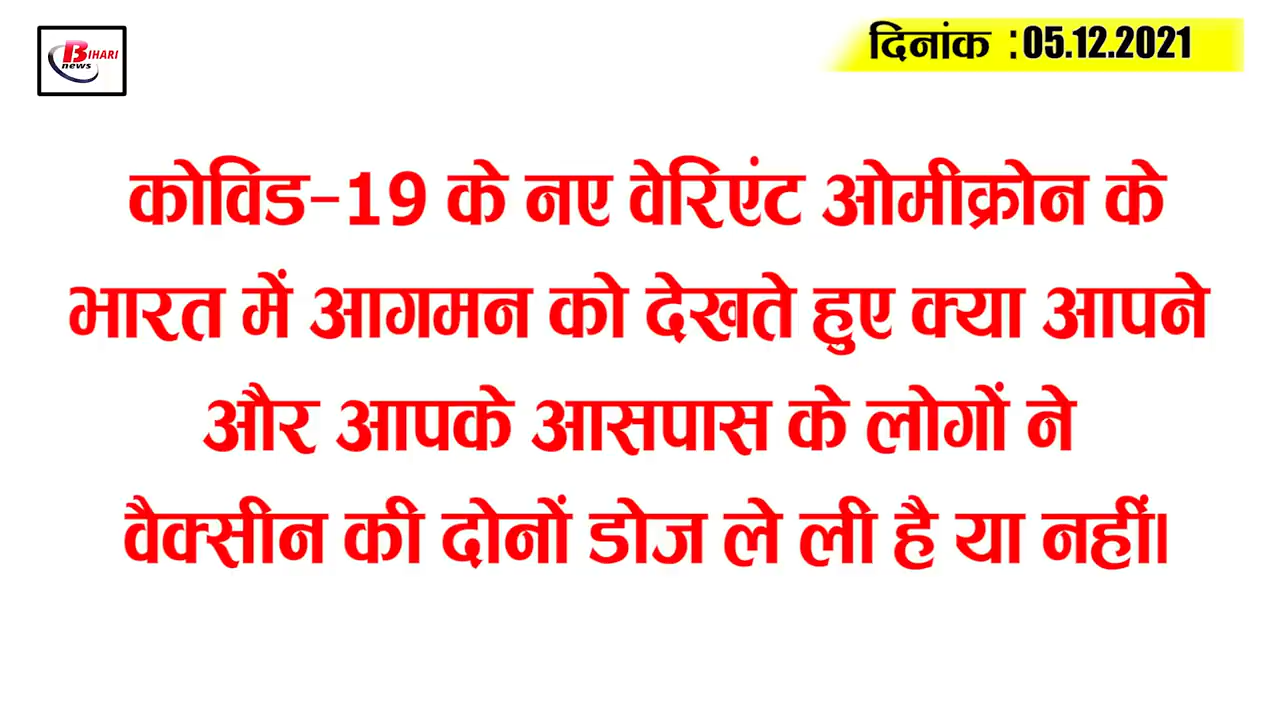 BIHARI
news
दिनांक :05.12.2021
कोविड-19 के नए वेरिएंट ओमीक्रोन के
भारत में आगमन को देखते हुए क्या आपने
और आपके आसपास के लोगों ने
वैक्सीन की दोनों डोज ले ली है या नहीं।